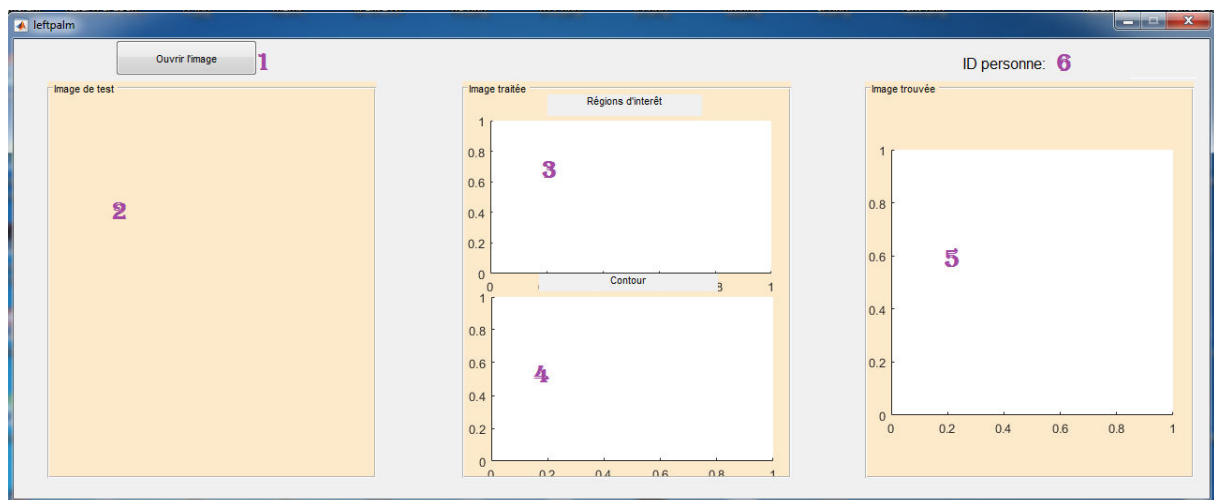 leftpalm
Ouvrir l'image 1
ID personne: 6
Image de test
2
Image traitée
Régions d'interêt
1
0.8
0.6
0.4
0.2
0
3
0 0.8 1
Contour
1
0.8
0.6
0.4
0.2
0
4
0 0.2 0.4 0.6 0.8 1
Image trouvée
1
0.8
0.6
0.4
0.2
0
5
0 0.2 0.4 0.6 0.8 1